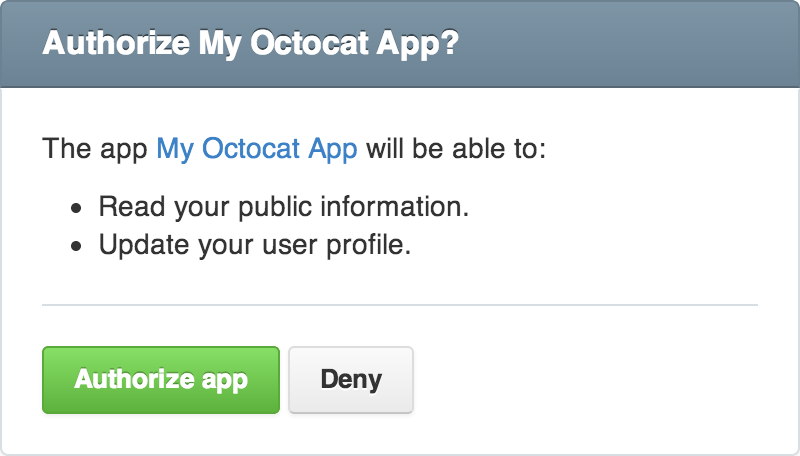 Authorize My Octocat App?
The app My Octocat App will be able to:
• Read your public information.
• Update your user profile.
Authorize app
Deny